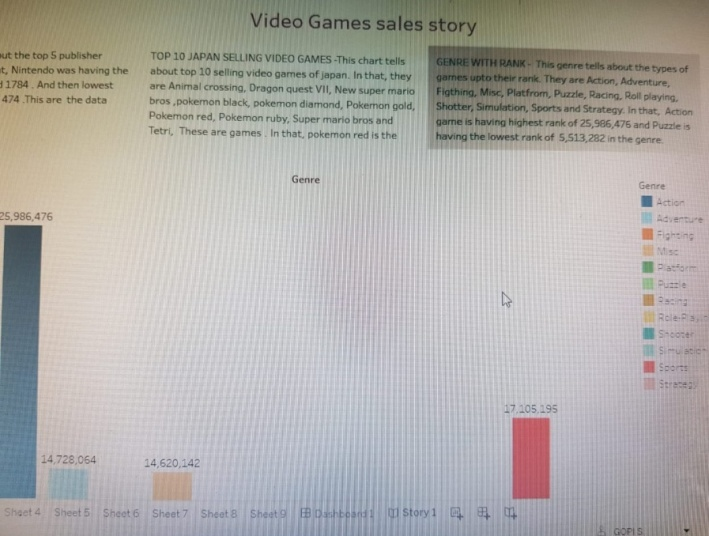 Video Games sales story
out the top 5 publisher
t, Nintendo was having the
1784 . And then lowest
474 .This are the data
TOP 10 JAPAN SELLING VIDEO GAMES -This chart tells
about top 10 selling video games of japan. In that, they
are Animal crossing, Dragon quest VII, New super mario
bros ,pokemon black, pokemon diamond, Pokemon gold,
Pokemon red, Pokemon ruby, Super mario bros and
Tetri, These are games . In that, pokemon red is the
GENRE WITH RANK - This genre tells about the types of
games upto their rank. They are Action, Adventure,
Figthing, Misc, Platfrom, Puzzle, Racing, Roll playing,
Shotter, Simulation, Sports and Strategy. In that, Action
game is having highest rank of 25,986,476 and Puzzle is
having the lowest rank of 5,513,282 in the genre.
Genre
Genre
Action
Adventure
Fighting
Misc
Platform
Puzzle
Racing
Role-Playi
Shooter
Simulation
Sports
Strategy
25,986,476
14,728,064
14,620,142
17,105,195
Sheet 4 Sheet 5 Sheet 6 Sheet 7 Sheet 8 Sheet 9 Dashboard 1 Story 1
GOPI S